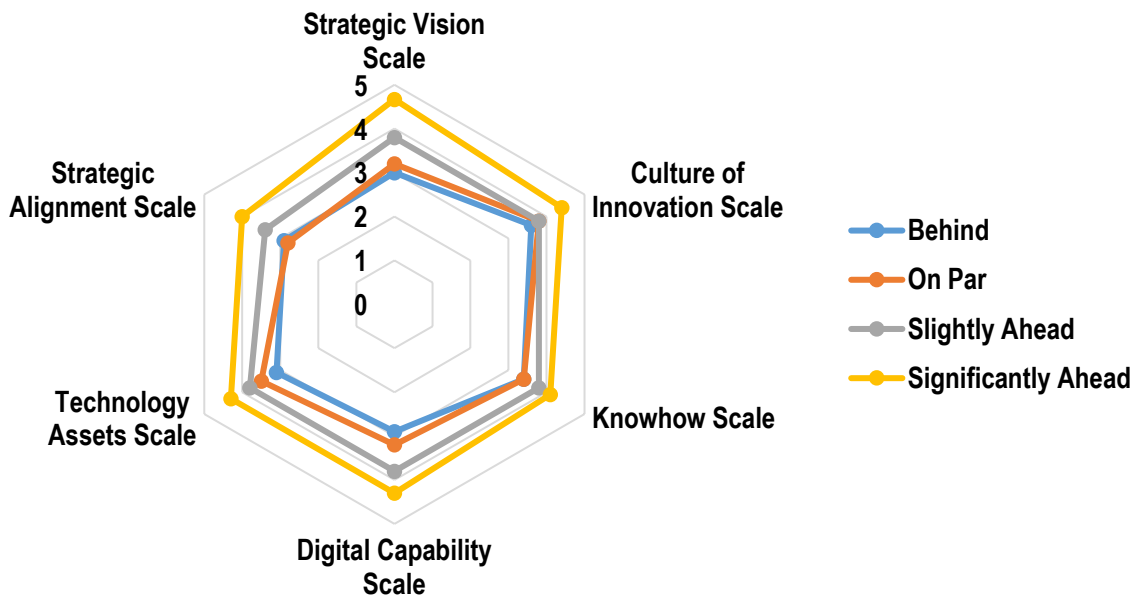 Strategic Vision
Scale
5
4
3
2
1
0
Culture of
Innovation Scale
Knowhow Scale
Digital Capability
Scale
Technology
Assets Scale
Strategic
Alignment Scale
Behind
On Par
Slightly Ahead
Significantly Ahead